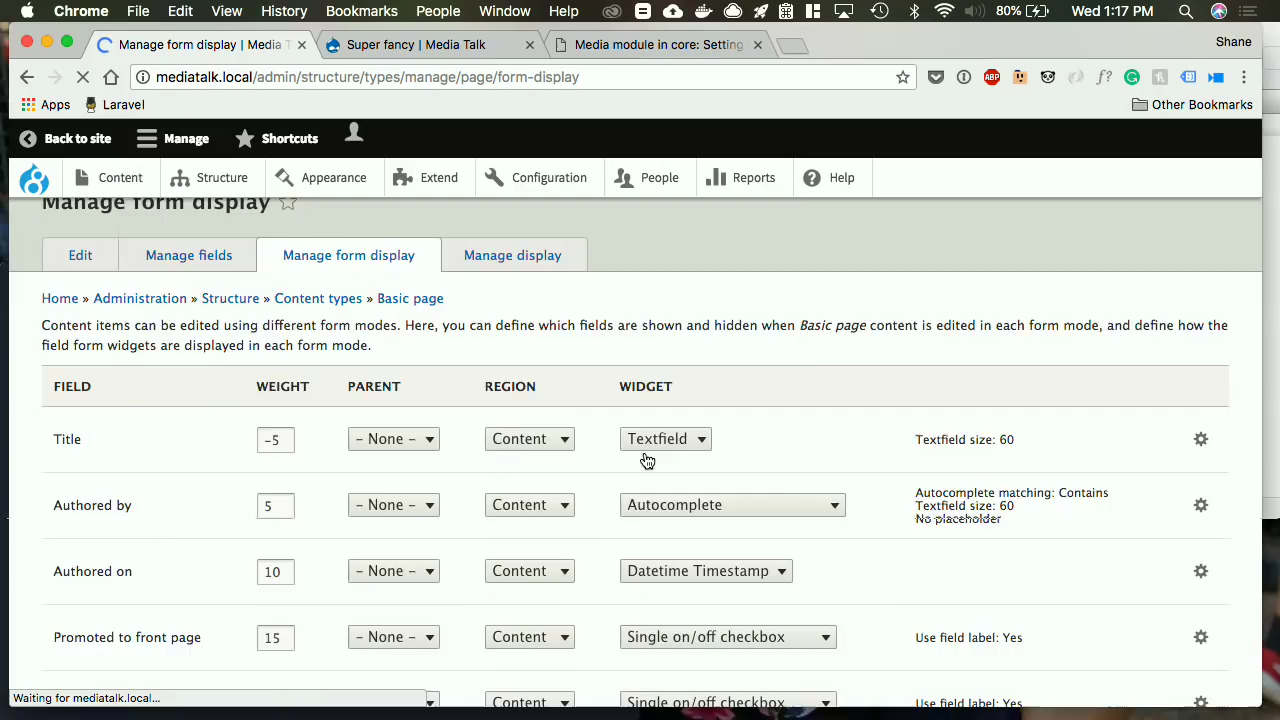 Chrome File Edit View History Bookmarks People Window Help 80% Wed 1:17 PM
Manage form display | Media T Super fancy | Media Talk Media module in core: Setting Shane
mediatalk.local/admin/structure/types/manage/page/form-display
Apps Laravel Other Bookmarks
Back to site Manage Shortcuts
Content Structure Appearance Extend Configuration People Reports Help
Manage form display
Edit Manage fields Manage form display Manage display
Home » Administration » Structure » Content types » Basic page
Content items can be edited using different form modes. Here, you can define which fields are shown and hidden when Basic page content is edited in each form mode, and define how the
field form widgets are displayed in each form mode.
FIELD WEIGHT PARENT REGION WIDGET
Title -5 - None - Content Textfield Textfield size: 60
Autocomplete matching: Contains
Authored by 5 - None - Content Autocomplete Textfield size: 60
No placeholder
Authored on 10 - None - Content Datetime Timestamp
Promoted to front page 15 - None - Content Single on/off checkbox Use field label: Yes
Waiting for mediatalk.local... Content Single on/off checkbox Use field label: Yes